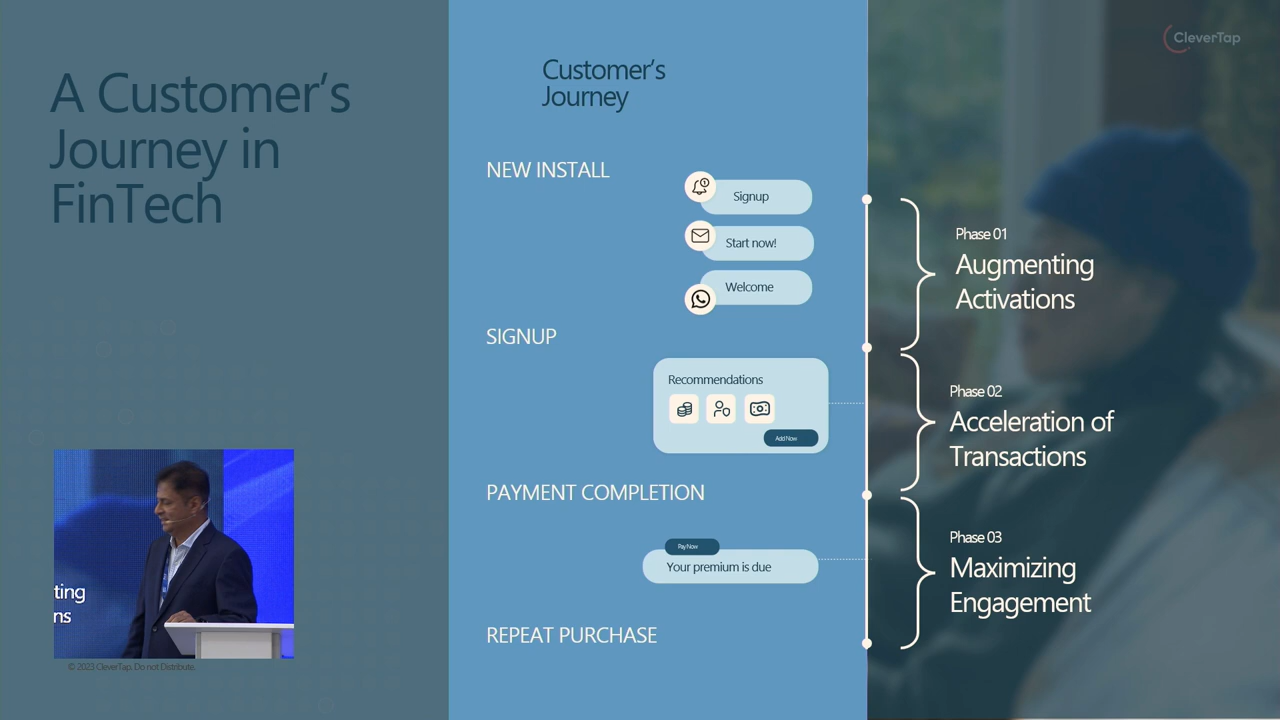 A Customer's
Journey in
FinTech
ting
ns
© 2023 CleverTap. Do not Distribute.
Customer's
Journey
NEW INSTALL
Signup
Start now!
Welcome
SIGNUP
Recommendations
Add Now
PAYMENT COMPLETION
Pay Now
Your premium is due
REPEAT PURCHASE
CleverTap
Phase 01
Augmenting
Activations
Phase 02
Acceleration of
Transactions
Phase 03
Maximizing
Engagement